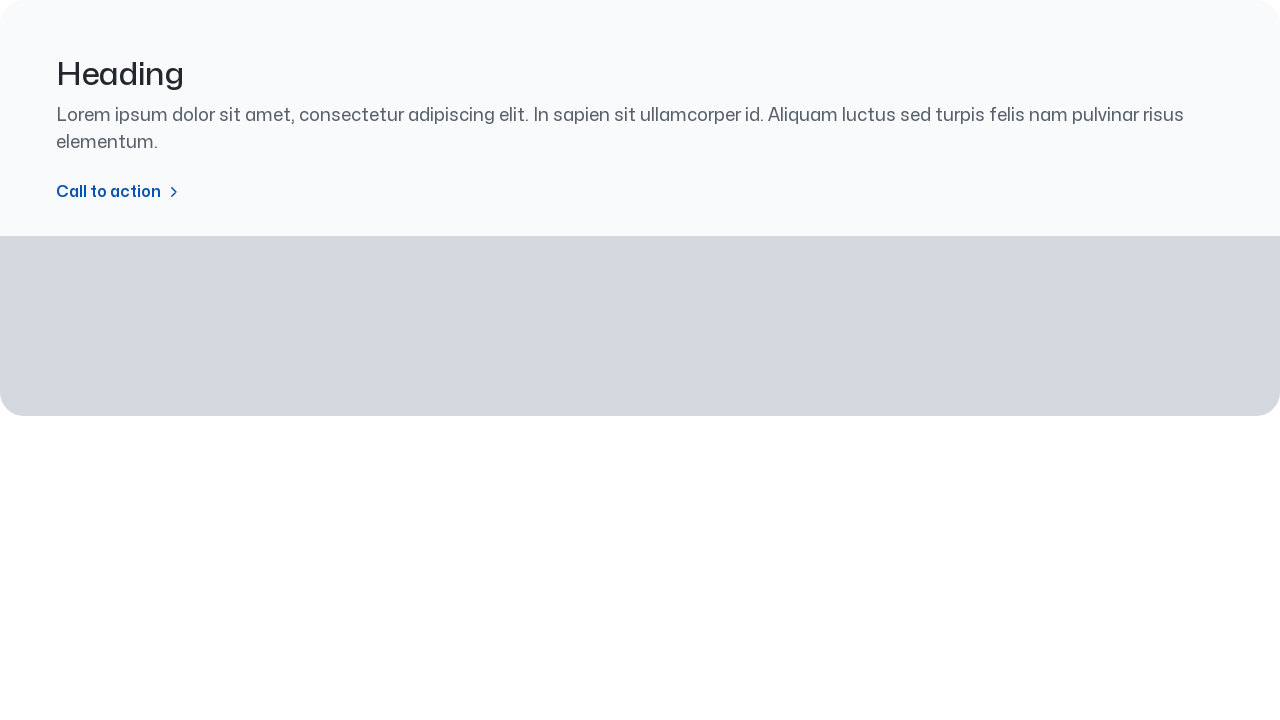 Heading
Lorem ipsum dolor sit amet, consectetur adipiscing elit. In sapien sit ullamcorper id. Aliquam luctus sed turpis felis nam pulvinar risus
elementum.
Call to action